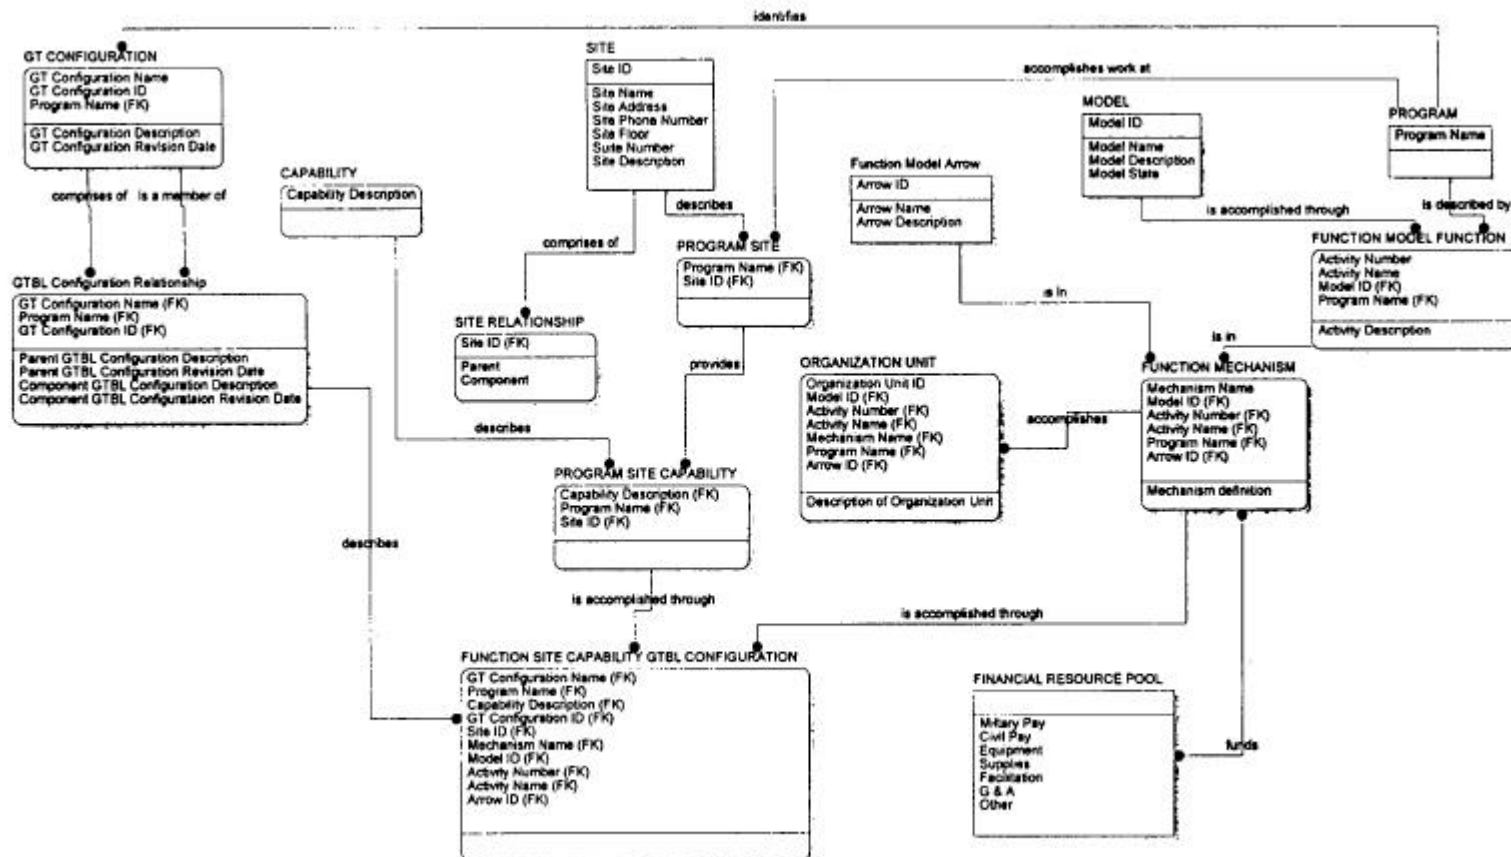 identifies
GT CONFIGURATION
GT Configuration Name
GT Configuration ID
Program Name (FK)
GT Configuration Description
GT Configuration Revision Date
comprises of
is a member of
GTBL Configuration Relationship
GT Configuration Name (FK)
Program Name (FK)
GT Configuration ID (FK)
Parent GTBL Configuration Description
Parent GTBL Configuration Revision Date
Component GTBL Configuration Description
Component GTBL Configurataion Revision Date
describes
CAPABILITY
Capability Description
describes
SITE
Site ID
Site Name
Site Address
Site Phone Number
Site Floor
Suite Number
Site Description
comprises of
describes
SITE RELATIONSHIP
Site ID (FK)
Parent
Component
PROGRAM SITE
Program Name (FK)
Site ID (FK)
provides
PROGRAM SITE CAPABILITY
Capability Description (FK)
Program Name (FK)
Site ID (FK)
is accomplished through
accomplishes work at
MODEL
Model ID
Model Name
Model Description
Model State
is accomplished through
PROGRAM
Program Name
is described by
Function Model Arrow
Arrow ID
Arrow Name
Arrow Description
is in
FUNCTION MODEL FUNCTION
Activity Number
Activity Name
Model ID (FK)
Program Name (FK)
Activity Description
is in
ORGANIZATION UNIT
Organization Unit ID
Model ID (FK)
Activity Number (FK)
Activity Name (FK)
Mechanism Name (FK)
Program Name (FK)
Arrow ID (FK)
Description of Organization Unit
accomplishes
FUNCTION MECHANISM
Mechanism Name
Model ID (FK)
Activity Number (FK)
Activity Name (FK)
Program Name (FK)
Arrow ID (FK)
Mechanism definition
is accomplished through
FUNCTION SITE CAPABILITY GTBL CONFIGURATION
GT Configuration Name (FK)
Program Name (FK)
Capability Description (FK)
GT Configuration ID (FK)
Site ID (FK)
Mechanism Name (FK)
Model ID (FK)
Activity Number (FK)
Activity Name (FK)
Arrow ID (FK)
FINANCIAL RESOURCE POOL
Military Pay
Civil Pay
Equipment
Supplies
Facilitation
G & A
Other
funds